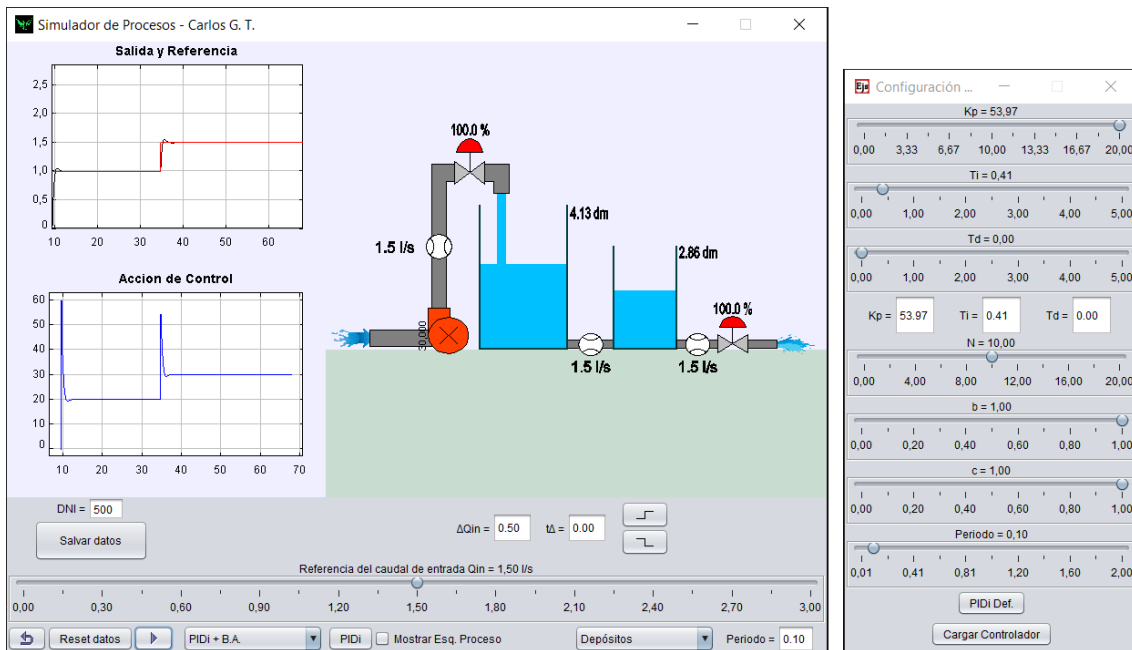 Simulador de Procesos - Carlos G. T.
Salida y Referencia
2,5
2,0
1,5
1,0
0,5
0
10 20 30 40 50 60
Accion de Control
60
50
40
30
20
10
0
10 20 30 40 50 60 70
100.0 %
1.5 l/s
4.13 dm
2.86 dm
100.0 %
30,000
1.5 l/s
1.5 l/s
DNI = 500
Salvar datos
ΔQin = 0.50 tΔ = 0.00
Referencia del caudal de entrada Qin = 1,50 l/s
0,00 0,30 0,60 0,90 1,20 1,50 1,80 2,10 2,40 2,70 3,00
Reset datos PIDi + B.A. PIDi Mostrar Esq. Proceso Depósitos Periodo = 0.10
Ejs Configuración ...
Kp = 53,97
0,00 3,33 6,67 10,00 13,33 16,67 20,00
Ti = 0,41
0,00 1,00 2,00 3,00 4,00 5,00
Td = 0,00
0,00 1,00 2,00 3,00 4,00 5,00
Kp = 53.97 Ti = 0.41 Td = 0.00
N = 10,00
0,00 4,00 8,00 12,00 16,00 20,00
b = 1,00
0,00 0,20 0,40 0,60 0,80 1,00
c = 1,00
0,00 0,20 0,40 0,60 0,80 1,00
Periodo = 0,10
0,01 0,41 0,81 1,20 1,60 2,00
PIDi Def.
Cargar Controlador